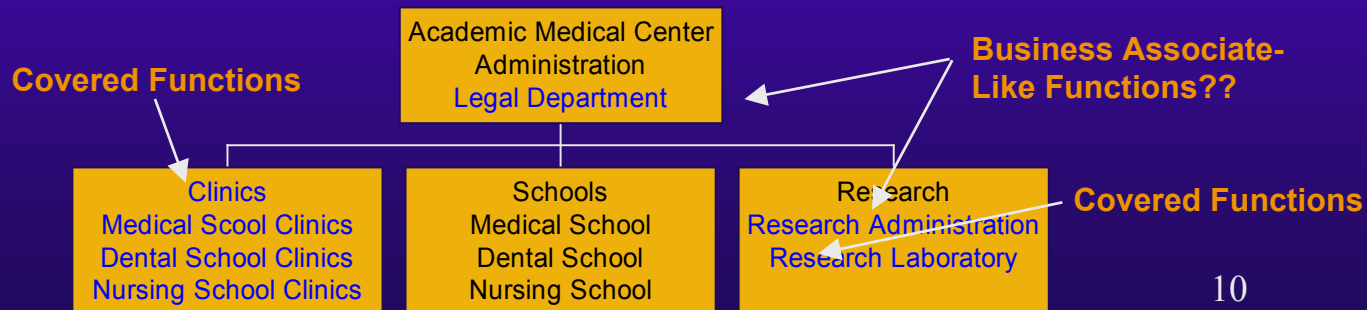 Academic Medical Center
Administration
Legal Department
Covered Functions
Business Associate-
Like Functions??
Clinics
Medical Scool Clinics
Dental School Clinics
Nursing School Clinics
Schools
Medical School
Dental School
Nursing School
Research
Research Administration
Research Laboratory
Covered Functions
10